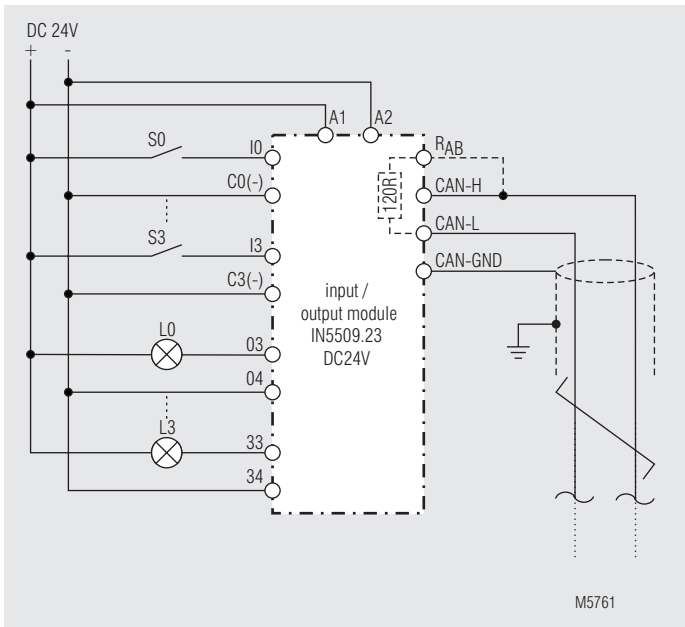 DC 24V
+ -
A1 A2
S0 I0
C0(-)
S3 I3
C3(-)
L0 03
04
L3 33
34
input /
output module
IN5509.23
DC24V
120R
RAB
CAN-H
CAN-L
CAN-GND
M5761